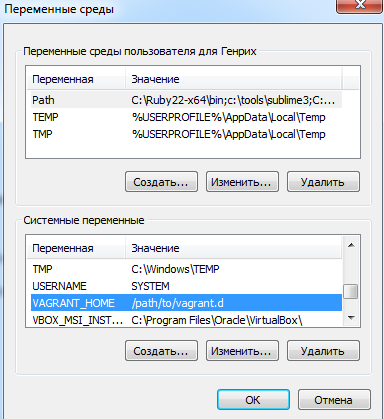 Переменные среды
Переменные среды пользователя для Генрих
Переменная Значение
Path C:\Ruby22-x64\bin;c:\tools\sublime3;C:...
TEMP %USERPROFILE%\AppData\Local\Temp
TMP %USERPROFILE%\AppData\Local\Temp
Создать... Изменить... Удалить
Системные переменные
Переменная Значение
TMP C:\Windows\TEMP
USERNAME SYSTEM
VAGRANT_HOME /path/to/vagrant.d
VBOX_MSI_INST... C:\Program Files\Oracle\VirtualBox\
Создать... Изменить... Удалить
OK Отмена